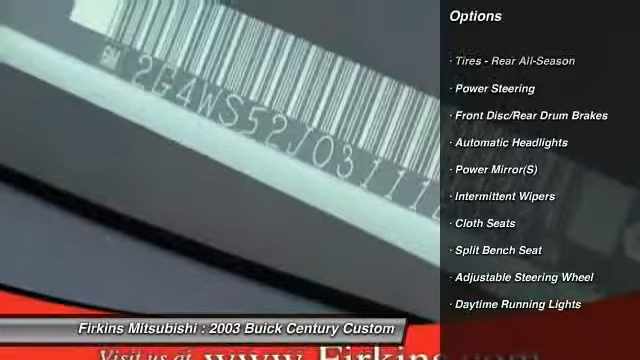 Options
GM
2G4WS52J03111
· Tires - Rear All-Season
· Power Steering
· Front Disc/Rear Drum Brakes
· Automatic Headlights
· Power Mirror(S)
· Intermittent Wipers
· Cloth Seats
· Split Bench Seat
· Adjustable Steering Wheel
· Daytime Running Lights
Firkins Mitsubishi : 2003 Buick Century Custom
Visit us at www.Firkins.com